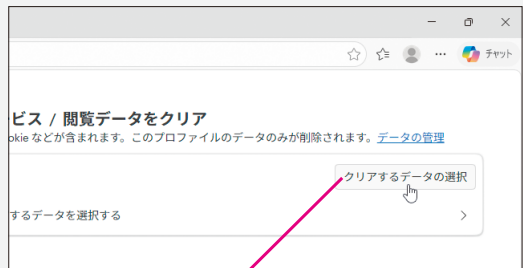 チャット
ビス / 閲覧データをクリア
ookie などが含まれます。このプロファイルのデータのみが削除されます。データの管理
クリアするデータの選択
するデータを選択する